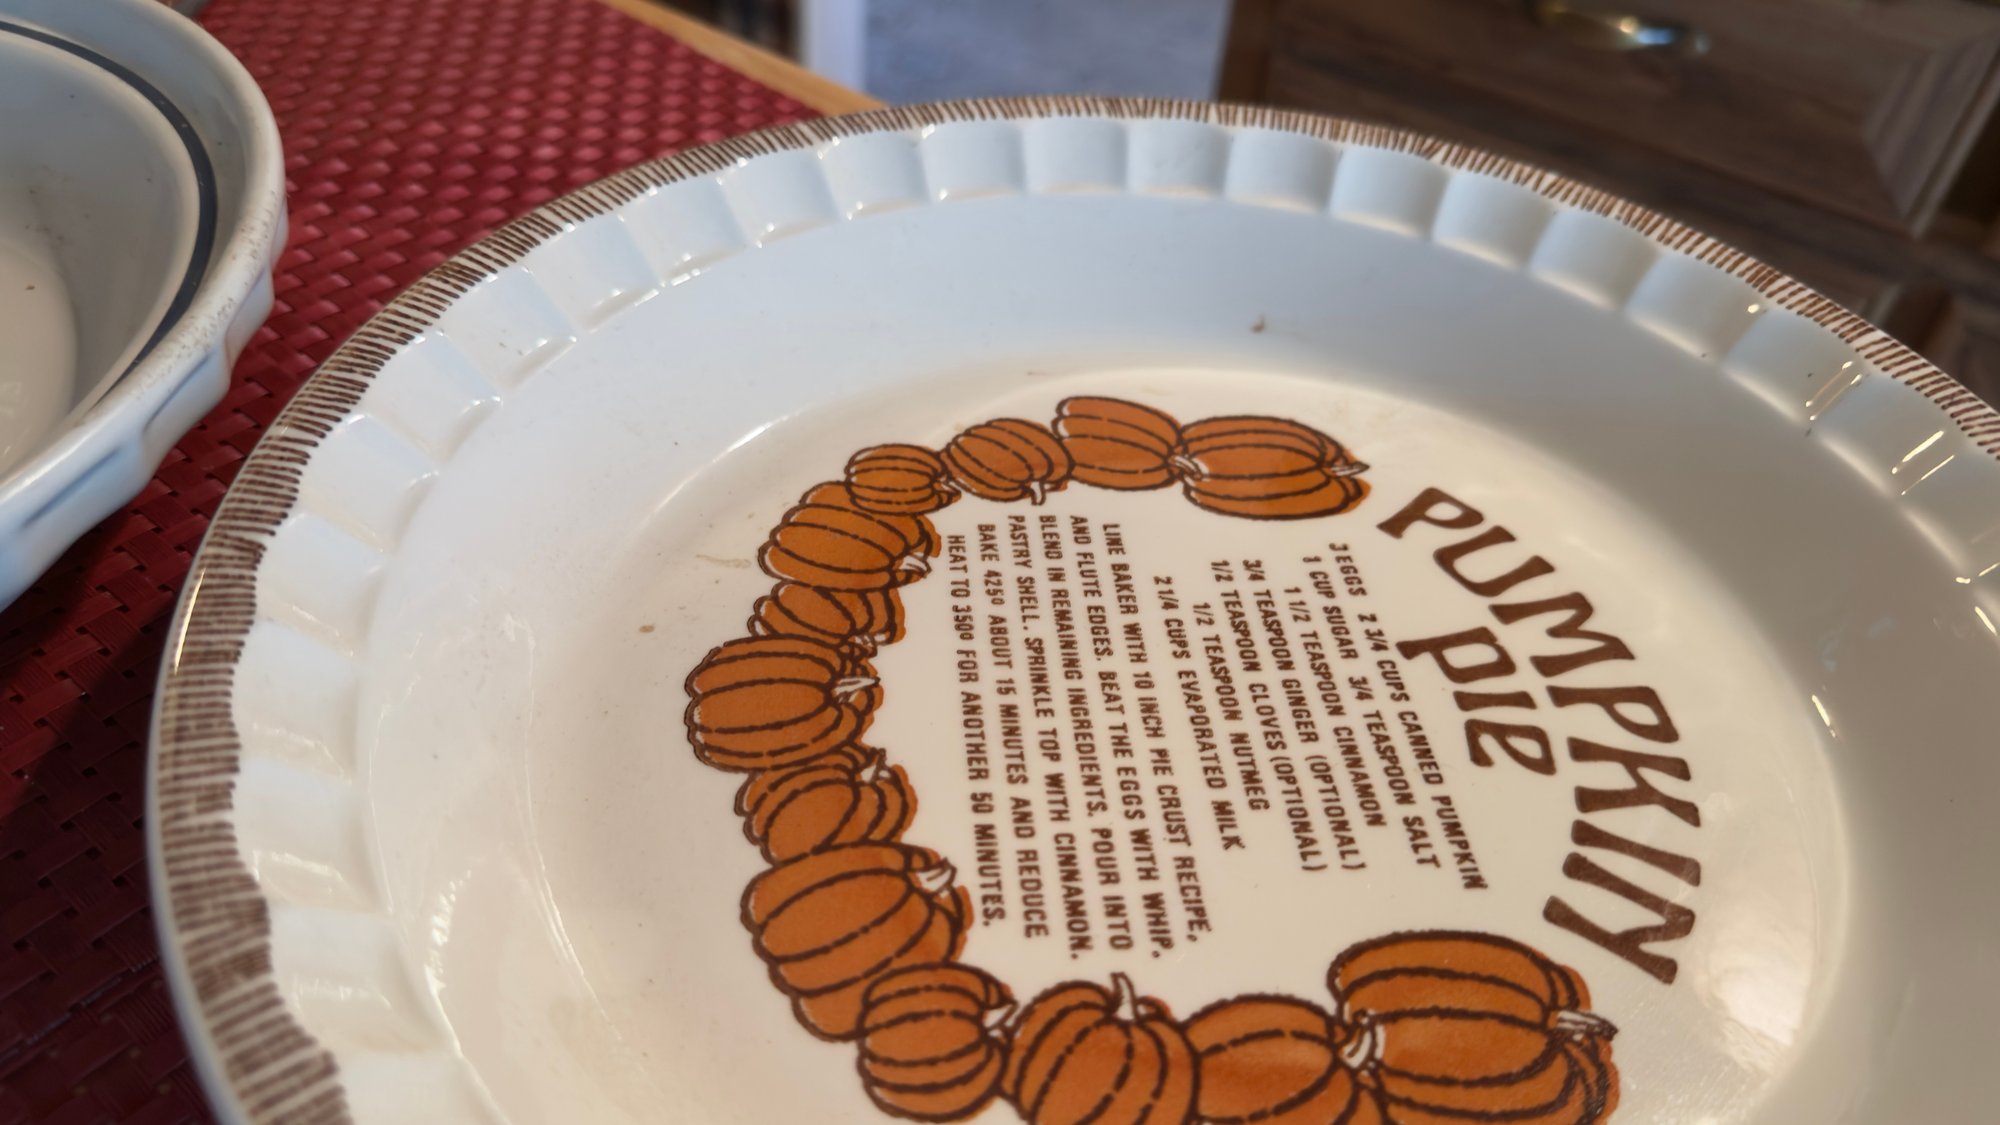 PUMPKIN
PIE
3 EGGS 2 3/4 CUPS CANNED PUMPKIN
1 CUP SUGAR 3/4 TEASPOON SALT
1 1/2 TEASPOON CINNAMON
3/4 TEASPOON GINGER (OPTIONAL)
1/2 TEASPOON CLOVES (OPTIONAL)
1/2 TEASPOON NUTMEG
2 1/4 CUPS EVAPORATED MILK
LINE BAKER WITH 10 INCH PIE CRUST RECIPE,
AND FLUTE EDGES. BEAT THE EGGS WITH WHIP.
BLEND IN REMAINING INGREDIENTS. POUR INTO
PASTRY SHELL. SPRINKLE TOP WITH CINNAMON.
BAKE 425º ABOUT 15 MINUTES AND REDUCE
HEAT TO 350º FOR ANOTHER 50 MINUTES.